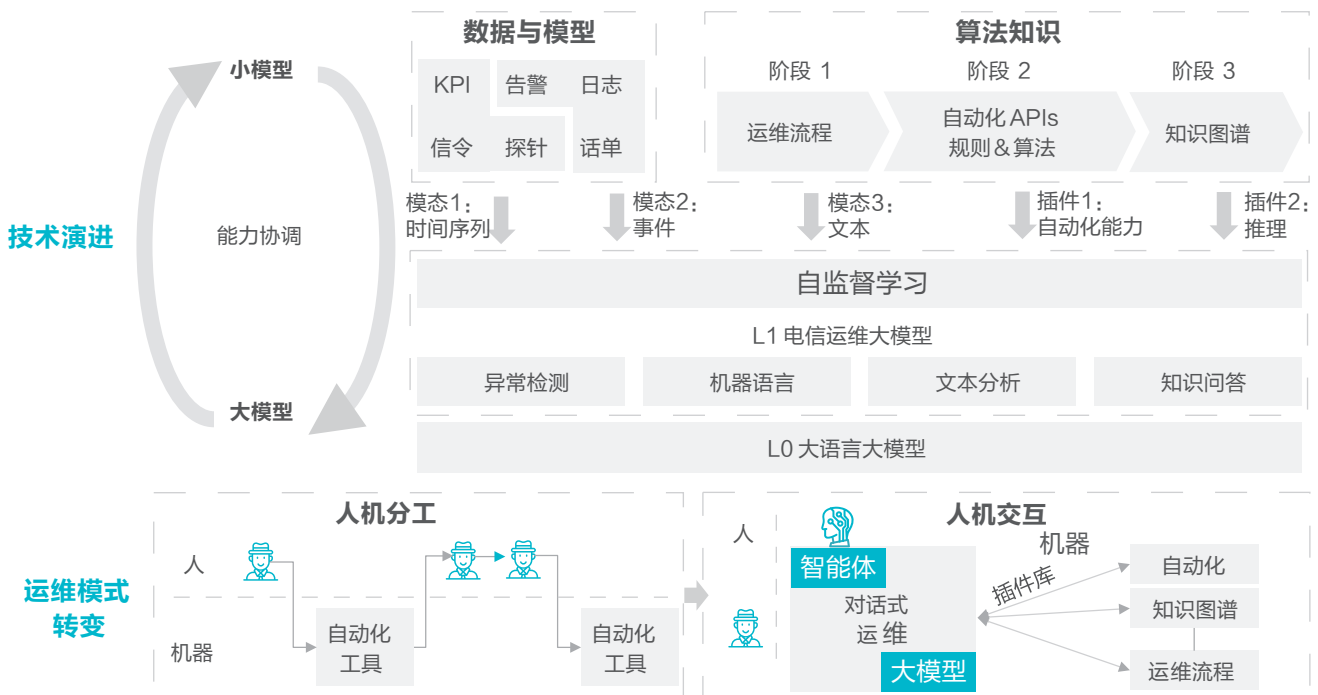 数据与模型
算法知识
小模型
KPI
告警
日志
信令
探针
话单
阶段 1
阶段 2
阶段 3
运维流程
自动化 APIs
规则＆算法
知识图谱
技术演进
能力协调
模态1：
时间序列
模态2：
事件
模态3：
文本
插件1：
自动化能力
插件2：
推理
自监督学习
L1 电信运维大模型
异常检测
机器语言
文本分析
知识问答
大模型
L0 大语言大模型
运维模式
转变
人机分工
人
机器
自动化
工具
自动化
工具
人机交互
人
机器
智能体
对话式
运维
大模型
插件库
自动化
知识图谱
运维流程